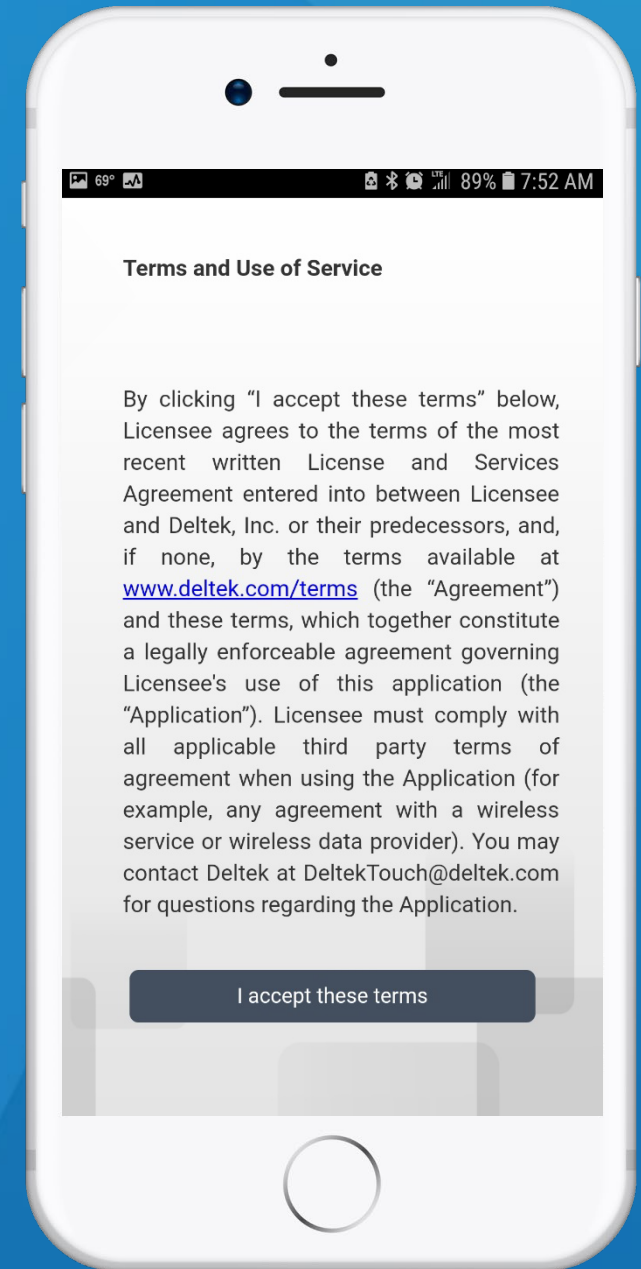 69° LTE 89% 7:52 AM
Terms and Use of Service
By clicking “I accept these terms” below,
Licensee agrees to the terms of the most
recent written License and Services
Agreement entered into between Licensee
and Deltek, Inc. or their predecessors, and,
if none, by the terms available at
www.deltek.com/terms (the “Agreement”)
and these terms, which together constitute
a legally enforceable agreement governing
Licensee's use of this application (the
“Application”). Licensee must comply with
all applicable third party terms of
agreement when using the Application (for
example, any agreement with a wireless
service or wireless data provider). You may
contact Deltek at DeltekTouch@deltek.com
for questions regarding the Application.
I accept these terms